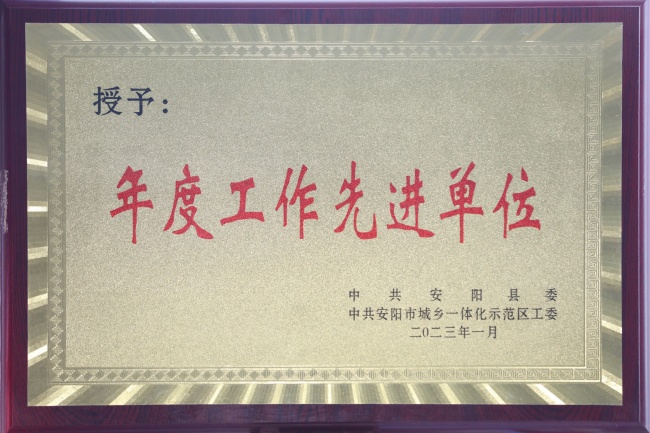 授予：
年度工作先进单位
中共安阳县委
中共安阳市城乡一体化示范区工委
二〇二三年一月